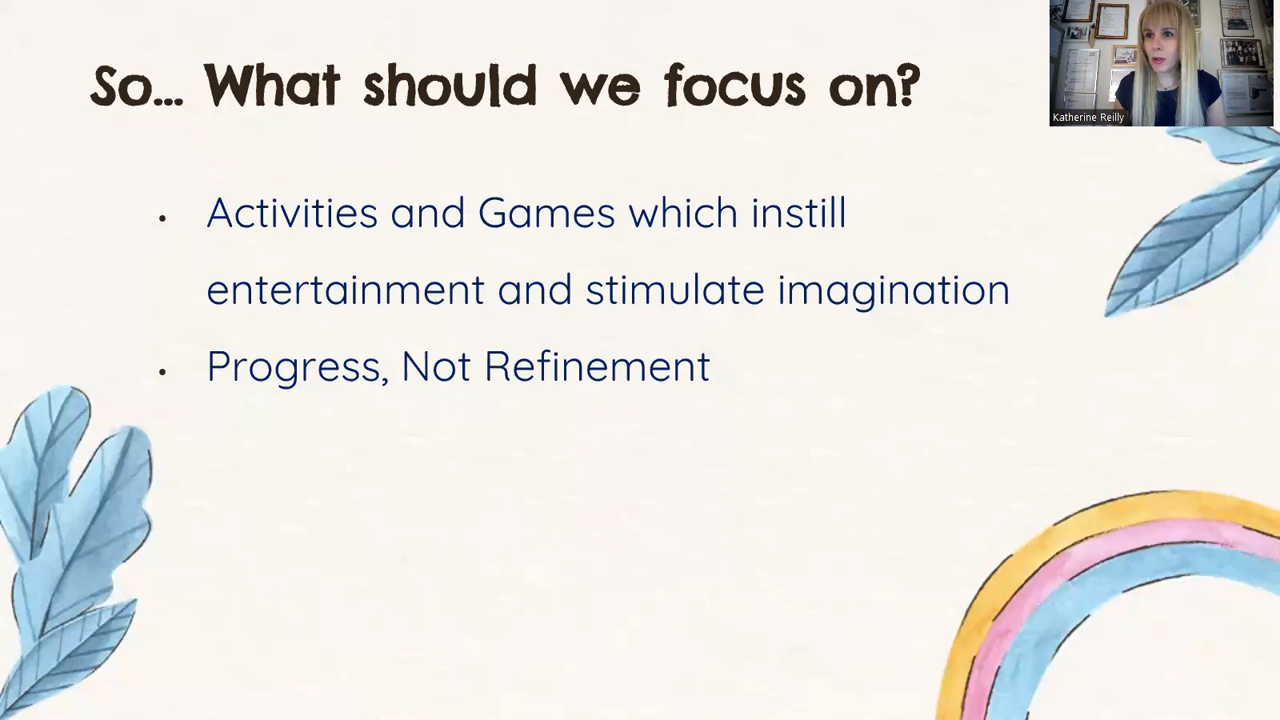 So... What should we focus on?
Katherine Reilly
• Activities and Games which instill
entertainment and stimulate imagination
• Progress, Not Refinement